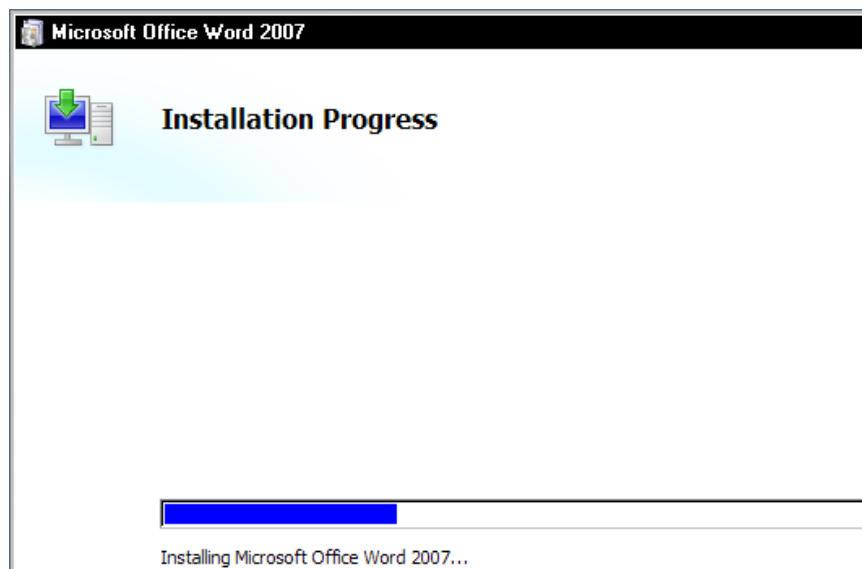 Microsoft Office Word 2007
Installation Progress
Installing Microsoft Office Word 2007...